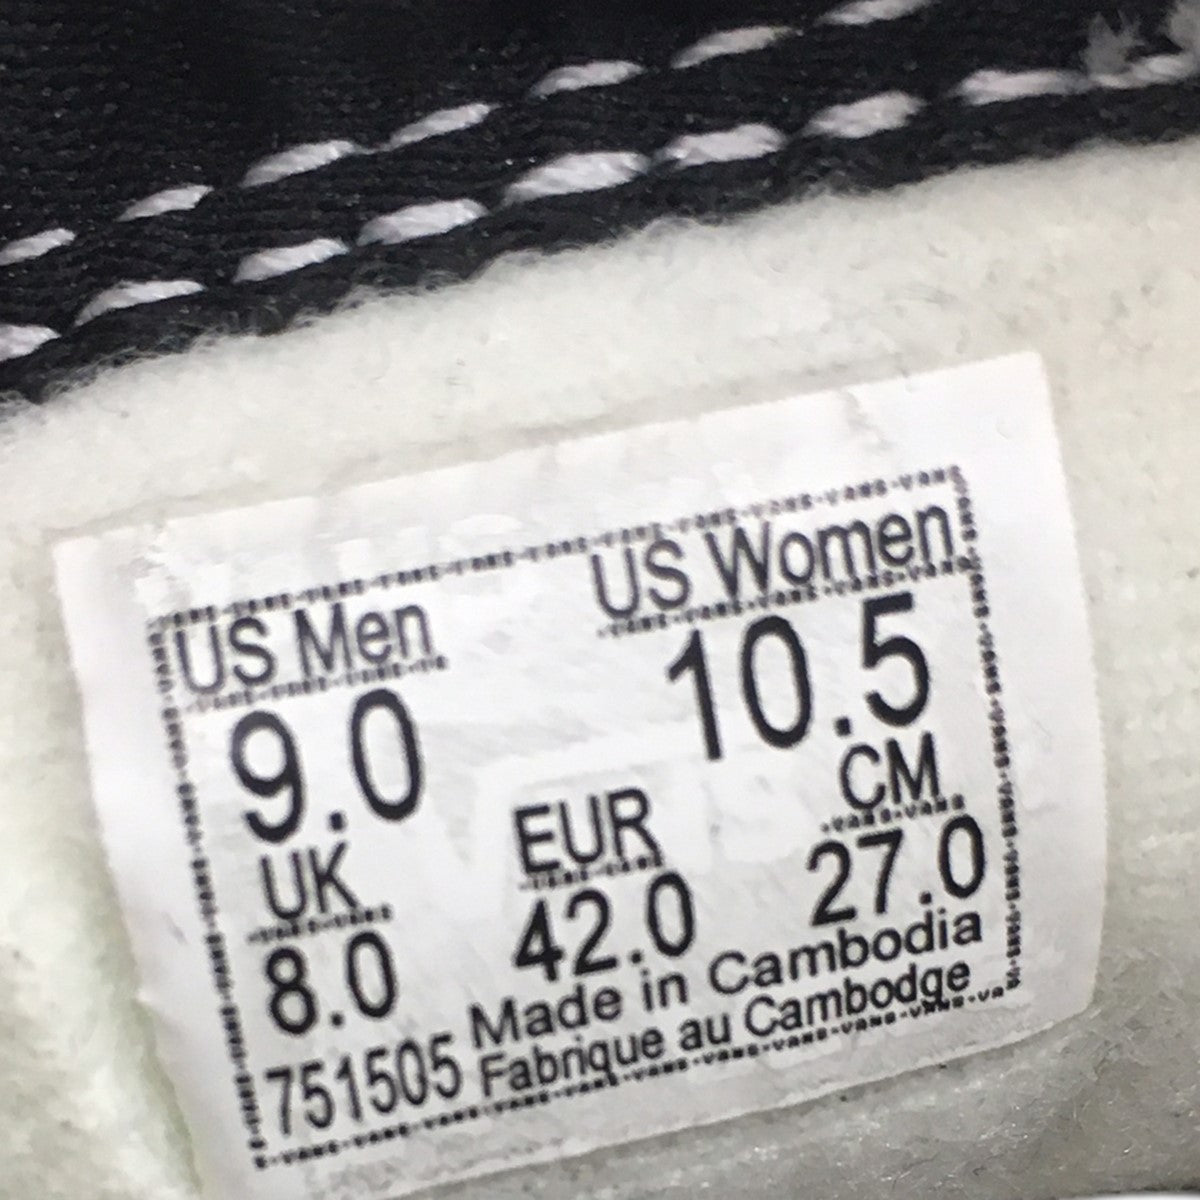 US Men US Women
9.0 10.5
UK EUR CM
8.0 42.0 27.0
751505 Made in Cambodia
Fabrique au Cambodge